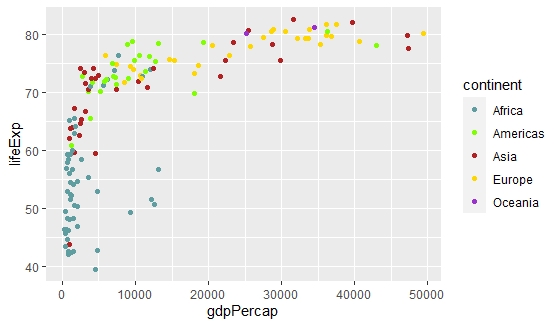 lifeExp
80
70
60
50
40
0
10000
20000
30000
40000
50000
gdpPercap
continent
Africa
Americas
Asia
Europe
Oceania